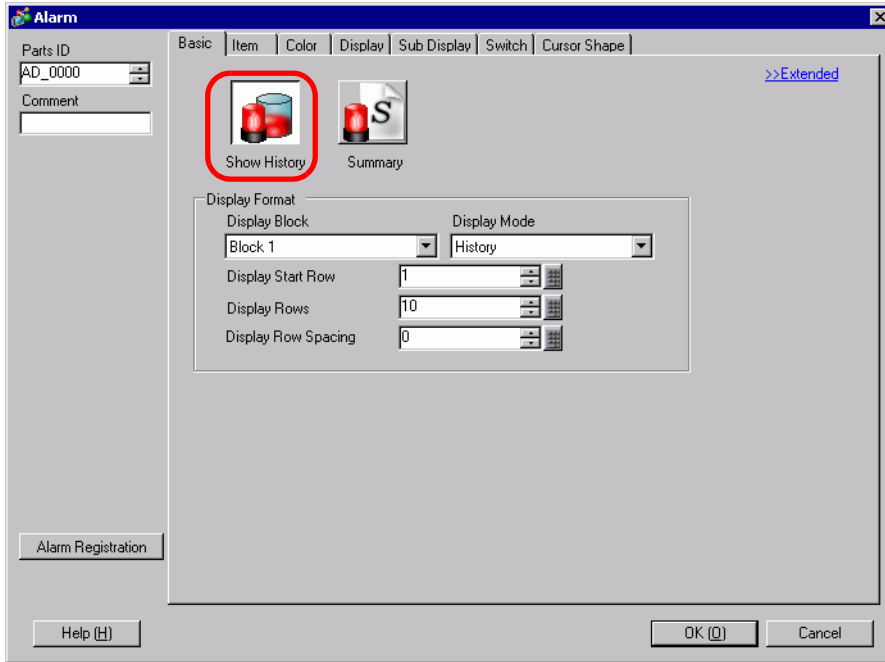 Alarm
Parts ID
AD_0000
Comment
Basic Item Color Display Sub Display Switch Cursor Shape
>>Extended
S
Show History Summary
Display Format
Display Block Display Mode
Block 1 History
Display Start Row 1
Display Rows 10
Display Row Spacing 0
Alarm Registration
Help (H) OK (O) Cancel